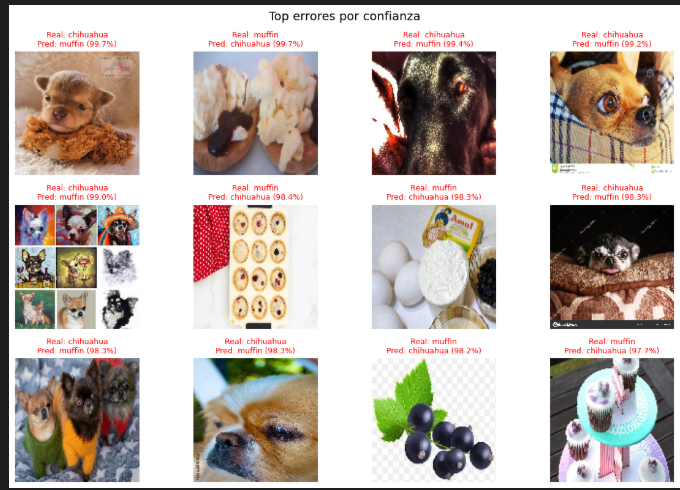 Top errores por confianza
Real: chihuahua
Pred: muffin (99.7%)
Real: muffin
Pred: chihuahua (99.7%)
Real: chihuahua
Pred: muffin (99.4%)
Real: chihuahua
Pred: muffin (99.2%)
Real: chihuahua
Pred: muffin (99.0%)
Real: muffin
Pred: chihuahua (98.4%)
Real: muffin
Pred: chihuahua (98.3%)
Amul
Real: chihuahua
Pred: muffin (98.3%)
Real: chihuahua
Pred: muffin (98.3%)
Real: chihuahua
Pred: muffin (98.3%)
Real: muffin
Pred: chihuahua (98.2%)
Real: muffin
Pred: chihuahua (97.7%)